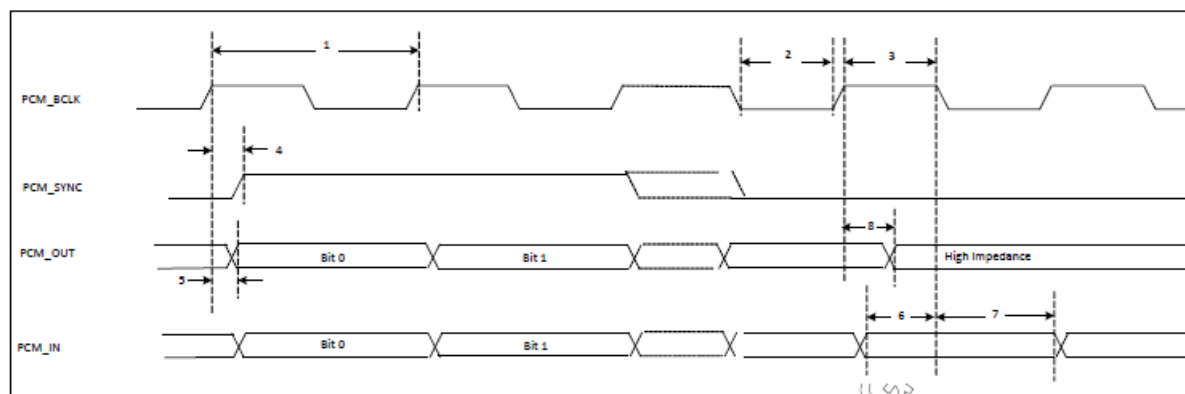 1
2
3
PCM_BCLK
4
PCM_SYNC
8
PCM_OUT
Bit 0
Bit 1
High Impedance
5
6
7
PCM_IN
Bit 0
Bit 1